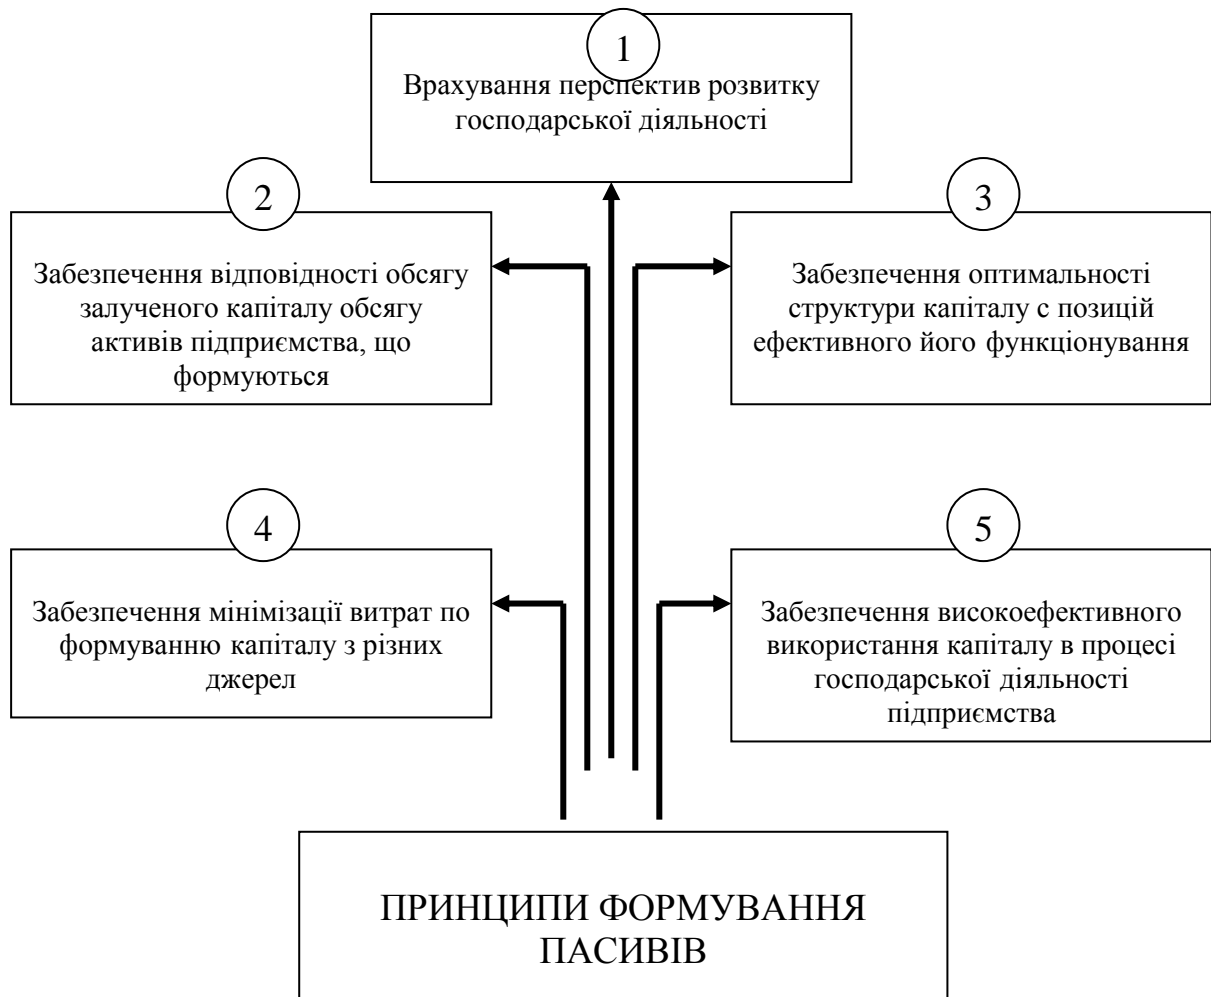 1
Врахування перспектив розвитку
господарської діяльності
2
Забезпечення відповідності обсягу
залученого капіталу обсягу
активів підприємства, що
формуються
3
Забезпечення оптимальності
структури капіталу с позицій
ефективного його функціонування
4
Забезпечення мінімізації витрат по
формуванню капіталу з різних
джерел
5
Забезпечення високоефективного
використання капіталу в процесі
господарської діяльності
підприємства
ПРИНЦИПИ ФОРМУВАННЯ
ПАСИВІВ